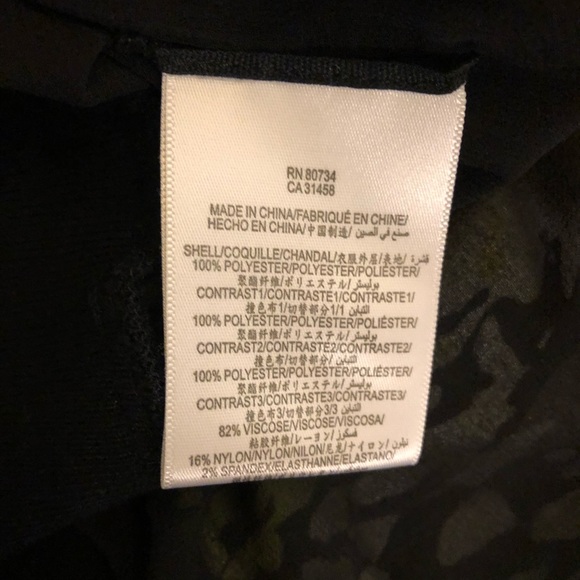 RN 80734
CA 31458
MADE IN CHINA/FABRIQUÉ EN CHINE/
HECHO EN CHINA/中国制造/ صنع في الصين
SHELL/COQUILLE/CHANDAL/衣服外层/表地/ قشرة
100% POLYESTER/POLYESTER/POLIÉSTER/
聚酯纤维/ポリエステル/بوليستر
CONTRAST1/CONTRASTE1/CONTRASTE1/
撞色布1/切替部分1/1 التباين
100% POLYESTER/POLYESTER/POLIÉSTER/
聚酯纤维/ポリエステル/بوليستر
CONTRAST2/CONTRASTE2/CONTRASTE2/
撞色布/切替部分/التباين
100% POLYESTER/POLYESTER/POLIÉSTER/
聚酯纤维/ポリエステル/بوليستر
CONTRAST3/CONTRASTE3/CONTRASTE3/
撞色布3/切替部分3/3 التباين
82% VISCOSE/VISCOSE/VISCOSA/
粘胶纤维/レーヨン/فسكوز
16% NYLON/NYLON/NILON/尼龙/ナイロン/نايلون
2% SPANDEX/ELASTHANNE/ELASTANO/